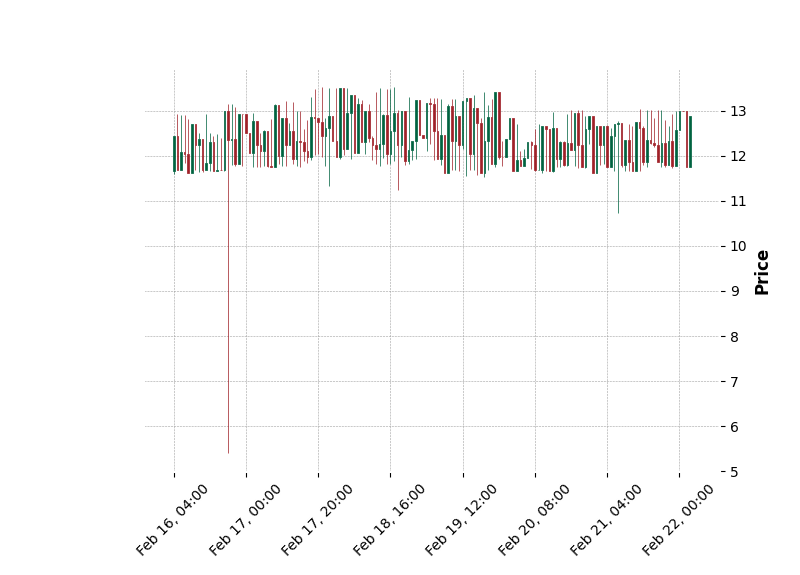 13
12
11
10
9
8
7
6
5
Price
Feb 16, 04:00
Feb 17, 00:00
Feb 17, 20:00
Feb 18, 16:00
Feb 19, 12:00
Feb 20, 08:00
Feb 21, 04:00
Feb 22, 00:00